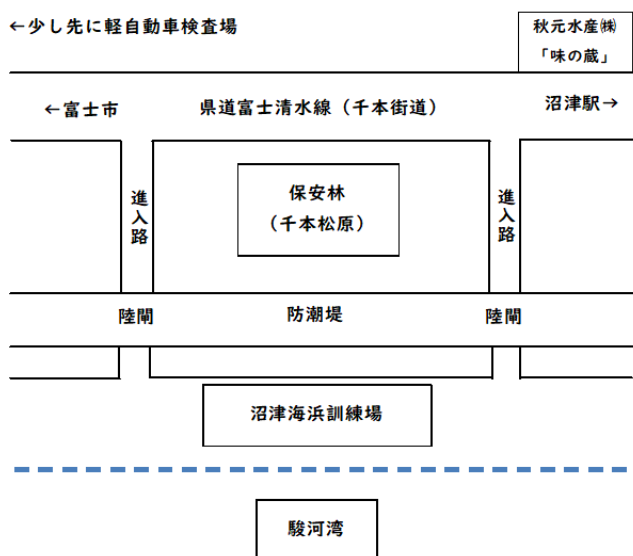 ←少し先に軽自動車検査場
秋元水産㈱
「味の蔵」
←富士市
県道富士清水線（千本街道）
沼津駅→
進入路
保安林
（千本松原）
進入路
陸閘
防潮堤
陸閘
沼津海浜訓練場
駿河湾